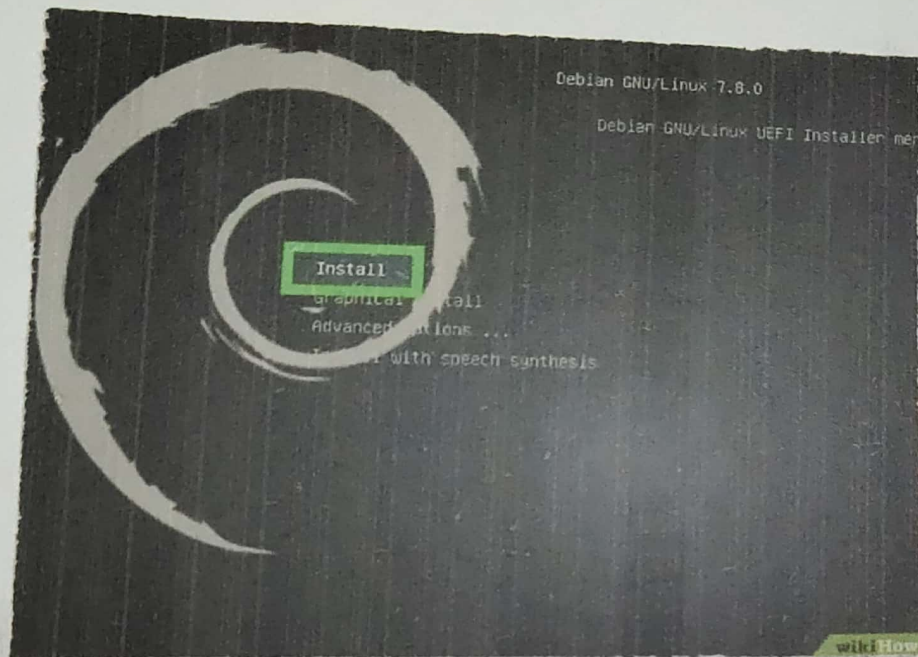 Debian GNU/Linux 7.8.0
Debian GNU/Linux UEFI Installer
Install
Graphical
Advanced
with speech synthesis
wikiHow